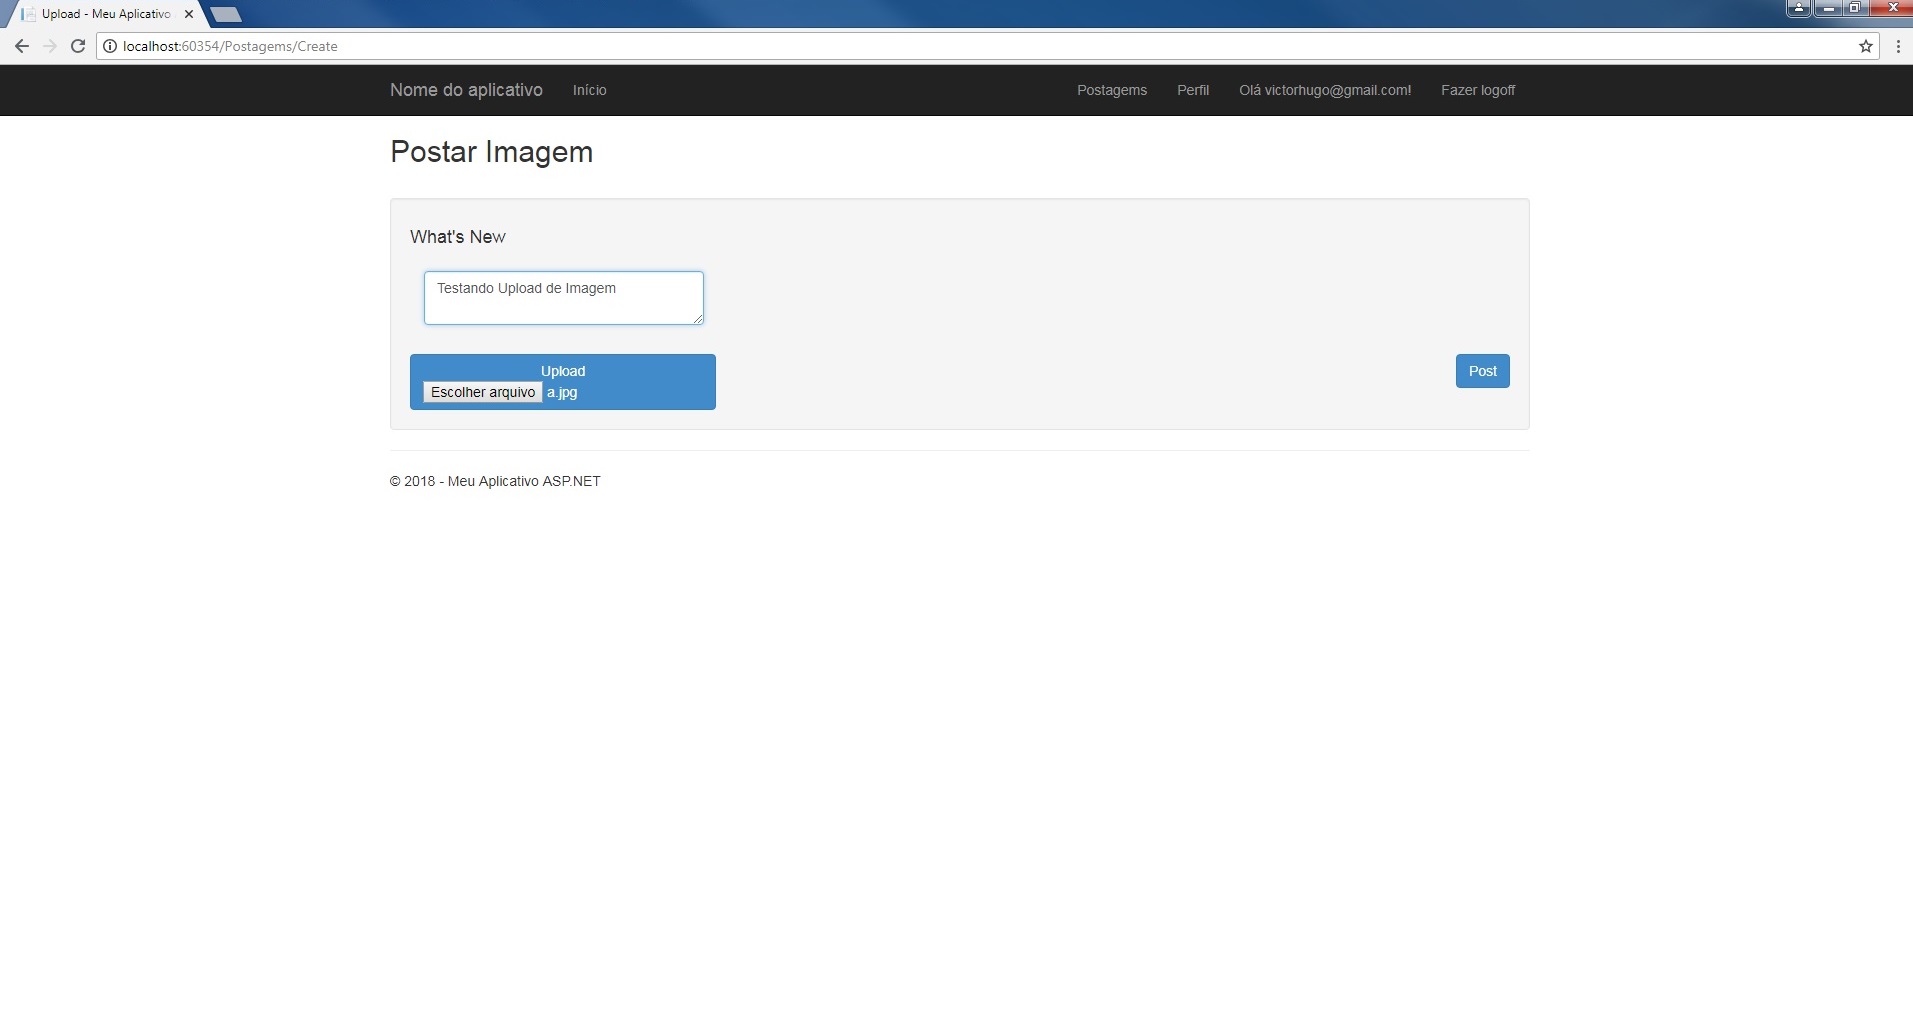 Upload - Meu Aplicativo
localhost:60354/Postagems/Create
Nome do aplicativo Início Postagems Perfil Olá victorhugo@gmail.com! Fazer logoff
Postar Imagem
What's New
Testando Upload de Imagem
Upload
Escolher arquivo a.jpg
Post
© 2018 - Meu Aplicativo ASP.NET